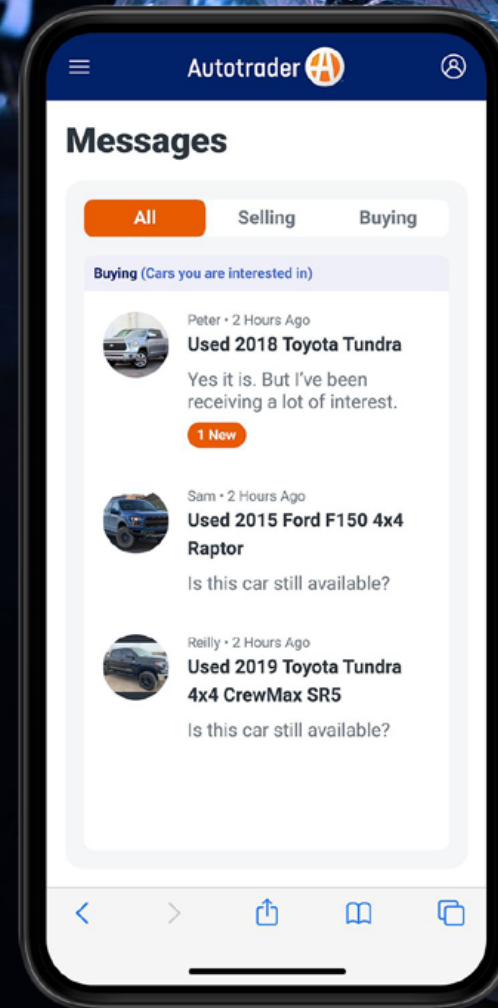 Autotrader
Messages
All Selling Buying
Buying (Cars you are interested in)
Peter • 2 Hours Ago
Used 2018 Toyota Tundra
Yes it is. But I've been
receiving a lot of interest.
1 New
Sam • 2 Hours Ago
Used 2015 Ford F150 4x4
Raptor
Is this car still available?
Reilly • 2 Hours Ago
Used 2019 Toyota Tundra
4x4 CrewMax SR5
Is this car still available?